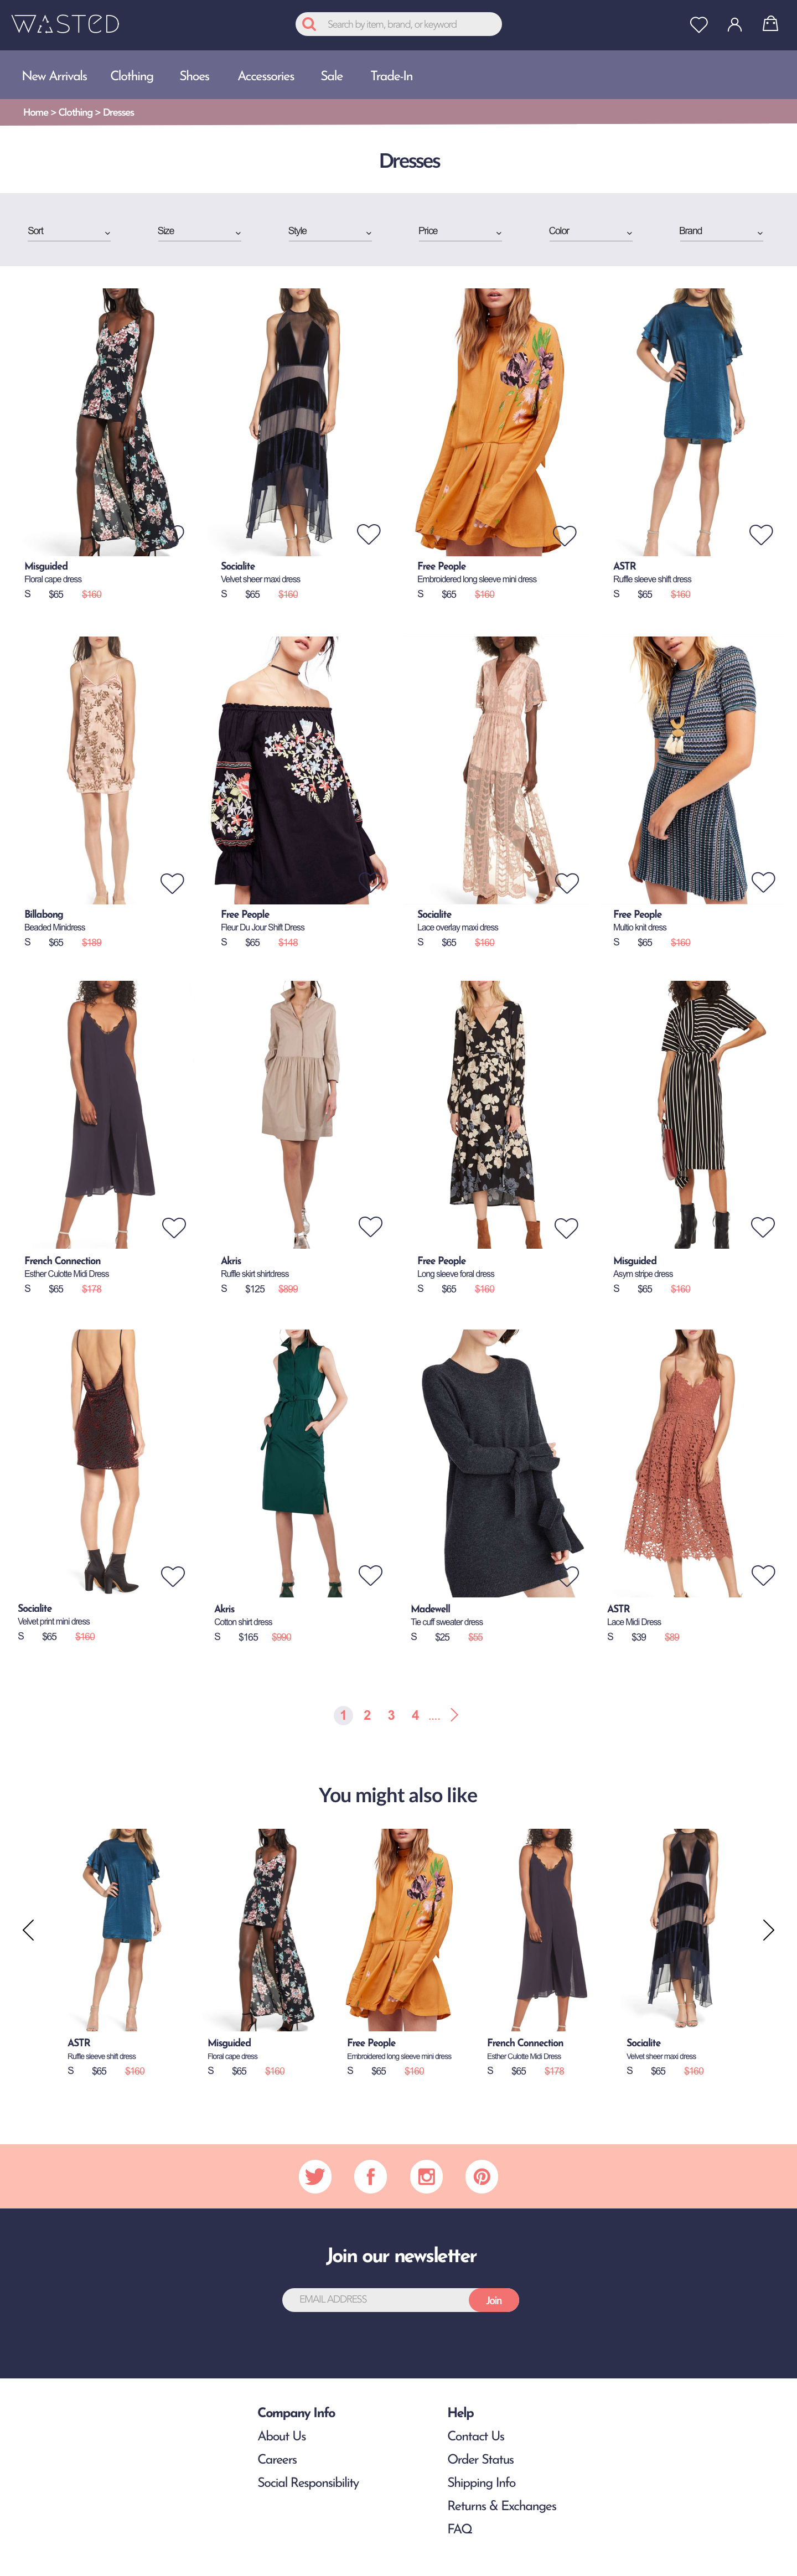 WASTED
Search by item, brand, or keyword
New Arrivals Clothing Shoes Accessories Sale Trade-In
Home > Clothing > Dresses
Dresses
Sort Size Style Price Color Brand
Misguided
Floral cape dress
S $65 $160
Socialite
Velvet sheer maxi dress
S $65 $160
Free People
Embroidered long sleeve mini dress
S $65 $160
ASTR
Ruffle sleeve shift dress
S $65 $160
Billabong
Beaded Minidress
S $65 $189
Free People
Fleur Du Jour Shift Dress
S $65 $148
Socialite
Lace overlay maxi dress
S $65 $160
Free People
Multio knit dress
S $65 $160
French Connection
Esther Culotte Midi Dress
S $65 $178
Akris
Ruffle skirt shirtdress
S $125 $899
Free People
Long sleeve foral dress
S $65 $160
Misguided
Asym stripe dress
S $65 $160
Socialite
Velvet print mini dress
S $65 $160
Akris
Cotton shirt dress
S $165 $990
Madewell
Tie cuff sweater dress
S $25 $55
ASTR
Lace Midi Dress
S $39 $89
1 2 3 4 ....
You might also like
ASTR
Ruffle sleeve shift dress
S $65 $160
Misguided
Floral cape dress
S $65 $160
Free People
Embroidered long sleeve mini dress
S $65 $160
French Connection
Esther Culotte Midi Dress
S $65 $178
Socialite
Velvet sheer maxi dress
S $65 $160
Join our newsletter
EMAIL ADDRESS Join
Company Info
About Us
Careers
Social Responsibility
Help
Contact Us
Order Status
Shipping Info
Returns & Exchanges
FAQ